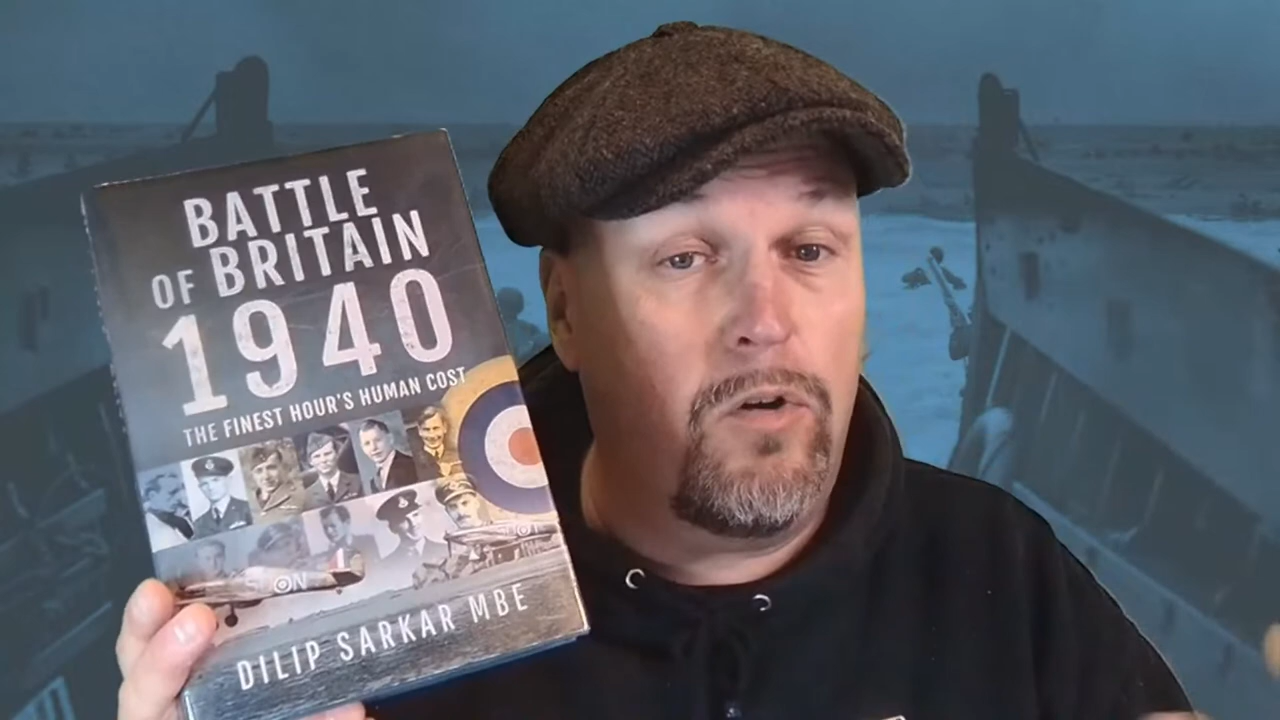 BATTLE
OF BRITAIN
1940
THE FINEST HOUR'S HUMAN COST
DILIP SARKAR MBE